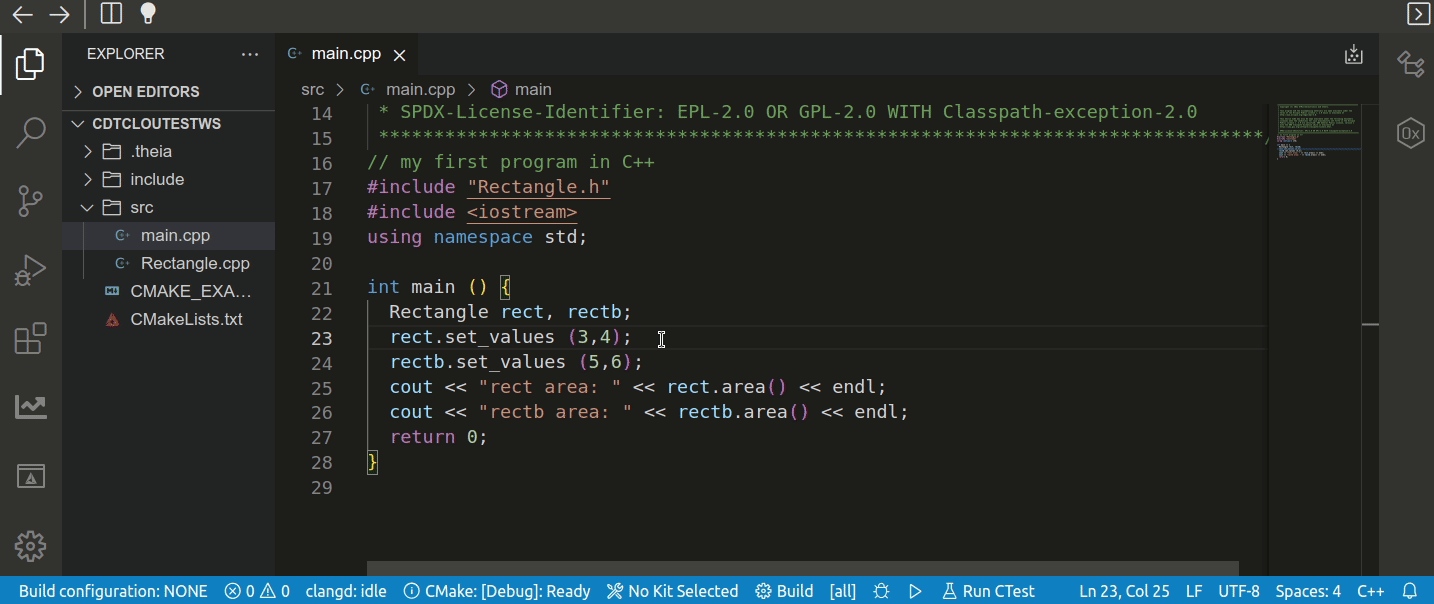 EXPLORER
OPEN EDITORS
CDTCLOUTESTWS
.theia
include
src
main.cpp
Rectangle.cpp
CMAKE_EXA...
CMakeLists.txt
main.cpp
src > main.cpp > main
14 * SPDX-License-Identifier: EPL-2.0 OR GPL-2.0 WITH Classpath-exception-2.0
15 ********************************************************************************/
16 // my first program in C++
17 #include "Rectangle.h"
18 #include <iostream>
19 using namespace std;
20
21 int main () {
22 Rectangle rect, rectb;
23 rect.set_values (3,4);
24 rectb.set_values (5,6);
25 cout << "rect area: " << rect.area() << endl;
26 cout << "rectb area: " << rectb.area() << endl;
27 return 0;
28 }
29
0x
Build configuration: NONE 0 0 clangd: idle CMake: [Debug]: Ready No Kit Selected Build [all] Run CTest Ln 23, Col 25 LF UTF-8 Spaces: 4 C++